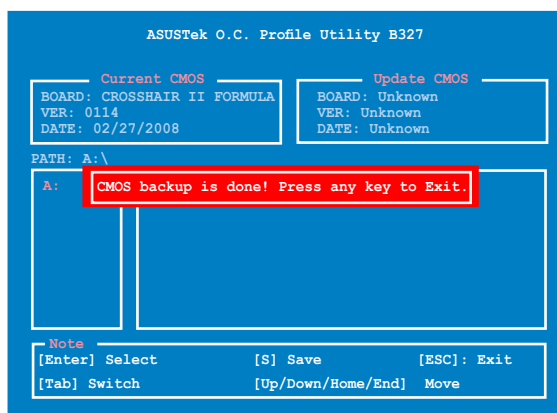 ASUSTek O.C. Profile Utility B327
Current CMOS
BOARD: CROSSHAIR II FORMULA
VER: 0114
DATE: 02/27/2008
Update CMOS
BOARD: Unknown
VER: Unknown
DATE: Unknown
PATH: A:\
A:
CMOS backup is done! Press any key to Exit.
Note
[Enter] Select [S] Save [ESC]: Exit
[Tab] Switch [Up/Down/Home/End] Move